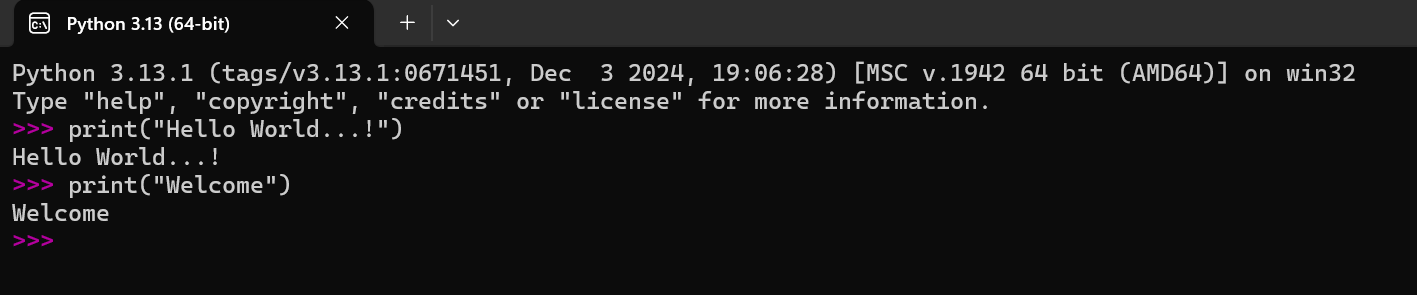 Python 3.13 (64-bit)
Python 3.13.1 (tags/v3.13.1:0671451, Dec  3 2024, 19:06:28) [MSC v.1942 64 bit (AMD64)] on win32
Type "help", "copyright", "credits" or "license" for more information.
>>> print("Hello World...!")
Hello World...!
>>> print("Welcome")
Welcome
>>>